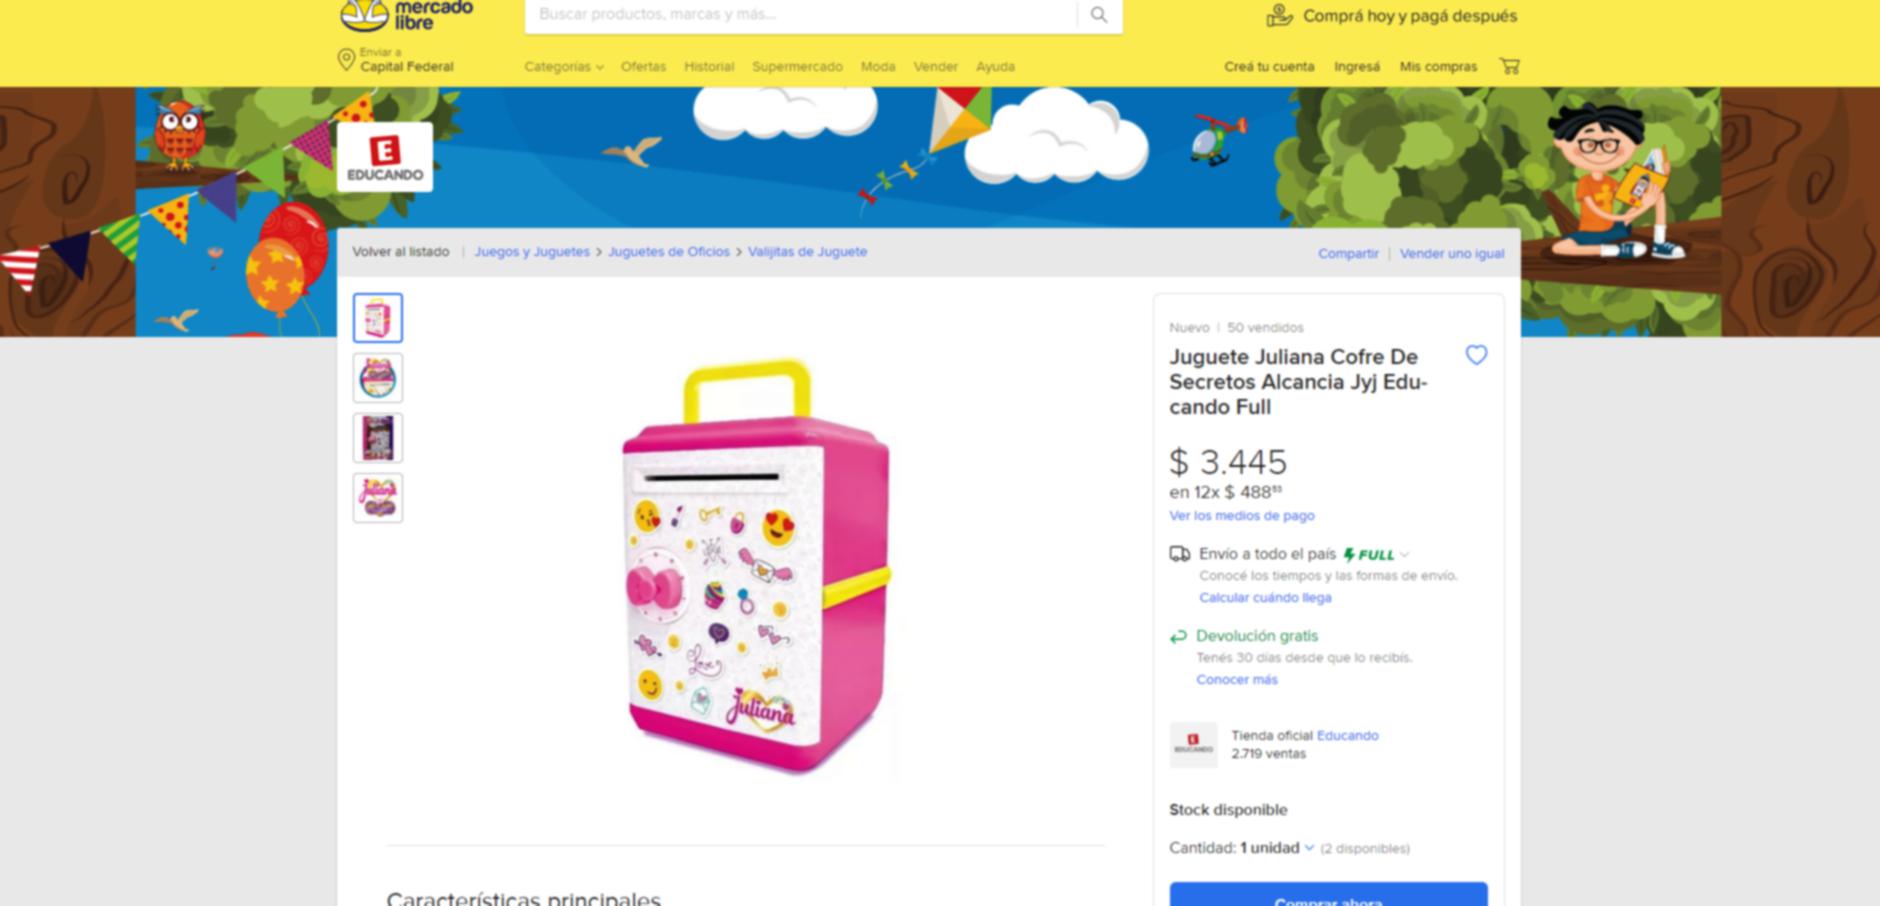 mercado
libre
Buscar productos, marcas y más...
Comprá hoy y pagá después
Enviar a
Capital Federal
Categorías
Ofertas
Historial
Supermercado
Moda
Vender
Ayuda
Creá tu cuenta
Ingresá
Mis compras
E
EDUCANDO
Volver al listado
Juegos y Juguetes > Juguetes de Oficios > Valijitas de Juguete
Compartir
Vender uno igual
Nuevo | 50 vendidos
Juguete Juliana Cofre De
Secretos Alcancia Jyj Edu-
cando Full
$ 3.445
en 12x $ 488⁵³
Ver los medios de pago
Envío a todo el país FULL
Conocé los tiempos y las formas de envío.
Calcular cuándo llega
Devolución gratis
Tenés 30 días desde que lo recibís.
Conocer más
E
EDUCANDO
Tienda oficial Educando
2.719 ventas
Stock disponible
Cantidad: 1 unidad (2 disponibles)
Comprar ahora
Love
Juliana
Juliana
Características principales